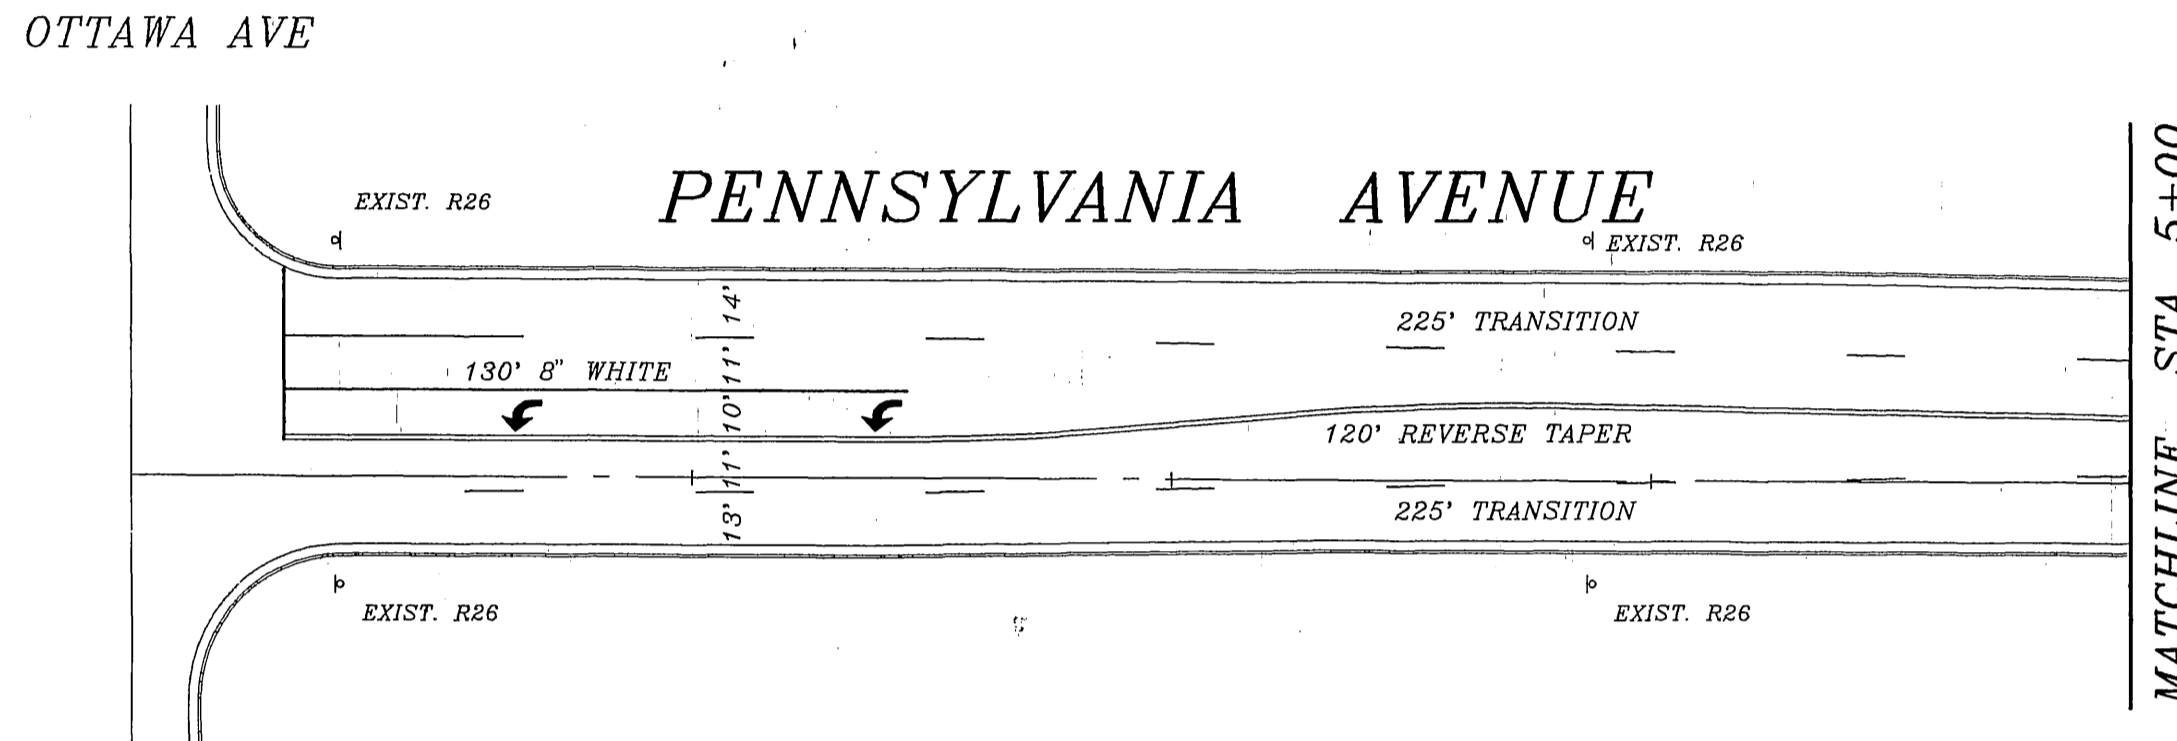 OTTAWA AVE
PENNSYLVANIA AVENUE
EXIST. R26
EXIST. R26
14'
225' TRANSITION
130' 8" WHITE
11'
10'
120' REVERSE TAPER
11'
13'
225' TRANSITION
EXIST. R26
EXIST. R26
MATCHLINE STA 5+00